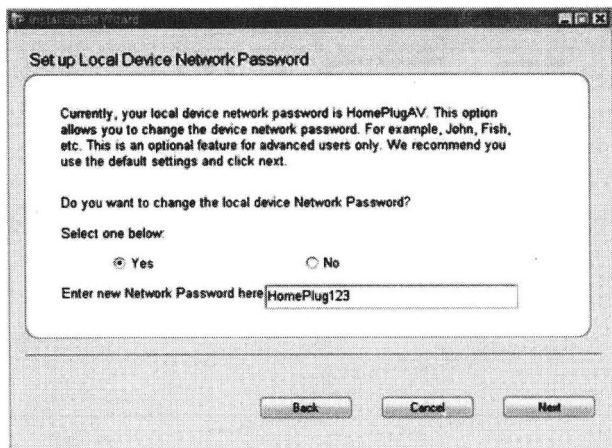 InstallShield Wizard
Set up Local Device Network Password
Currently, your local device network password is HomePlugAV. This option
allows you to change the device network password. For example, John, Fish,
etc. This is an optional feature for advanced users only. We recommend you
use the default settings and click next.
Do you want to change the local device Network Password?
Select one below:
Yes No
Enter new Network Password here HomePlug123
Back Cancel Next